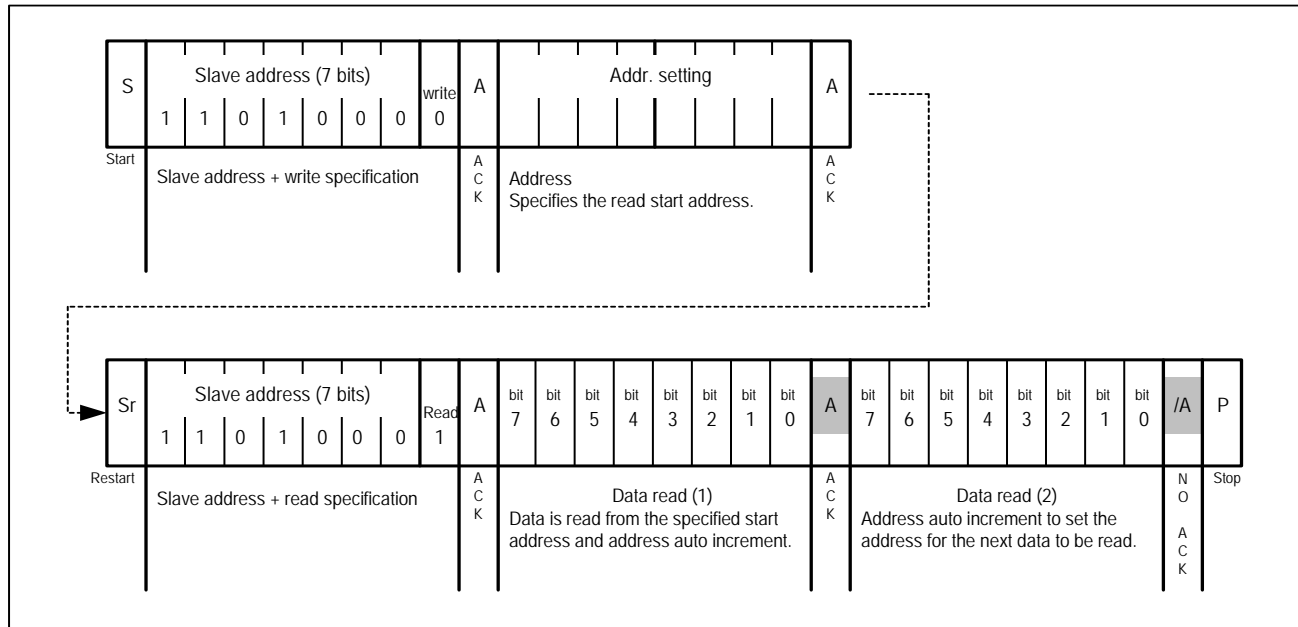 S Slave address (7 bits) write A Addr. setting A
1 1 0 1 0 0 0 0
Start
Slave address + write specification
A C K
Address
Specifies the read start address.
A C K
Sr Slave address (7 bits) Read A bit 7 bit 6 bit 5 bit 4 bit 3 bit 2 bit 1 bit 0 A bit 7 bit 6 bit 5 bit 4 bit 3 bit 2 bit 1 bit 0 /A P
1 1 0 1 0 0 0 1
Restart
Slave address + read specification
A C K
Data read (1)
Data is read from the specified start
address and address auto increment.
A C K
Data read (2)
Address auto increment to set the
address for the next data to be read.
N O A C K
Stop